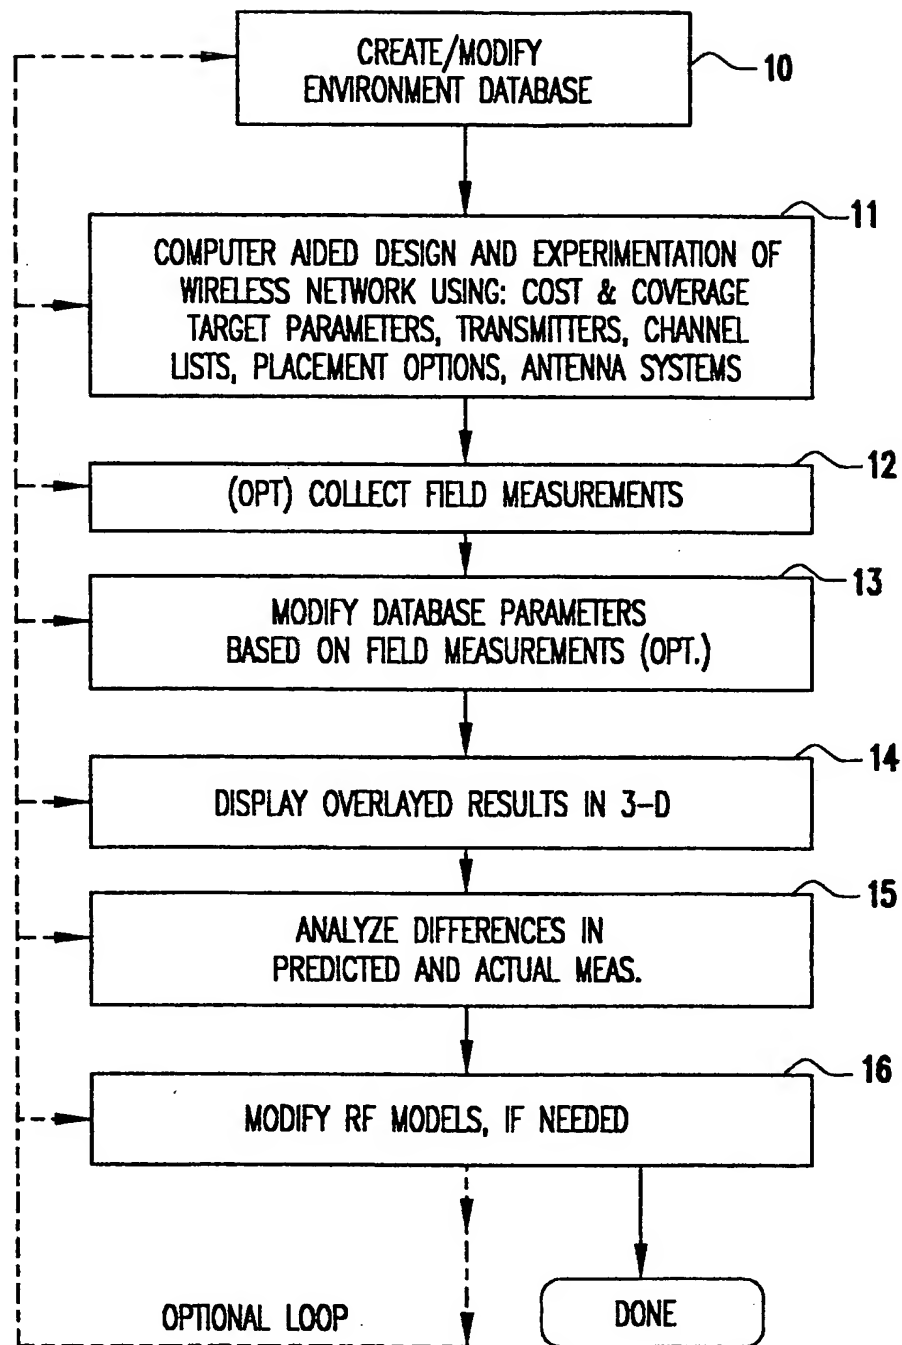 CREATE/MODIFY
ENVIRONMENT DATABASE
10
11
COMPUTER AIDED DESIGN AND EXPERIMENTATION OF
WIRELESS NETWORK USING: COST & COVERAGE
TARGET PARAMETERS, TRANSMITTERS, CHANNEL
LISTS, PLACEMENT OPTIONS, ANTENNA SYSTEMS
12
(OPT) COLLECT FIELD MEASUREMENTS
13
MODIFY DATABASE PARAMETERS
BASED ON FIELD MEASUREMENTS (OPT.)
14
DISPLAY OVERLAYED RESULTS IN 3-D
15
ANALYZE DIFFERENCES IN
PREDICTED AND ACTUAL MEAS.
16
MODIFY RF MODELS, IF NEEDED
OPTIONAL LOOP
DONE